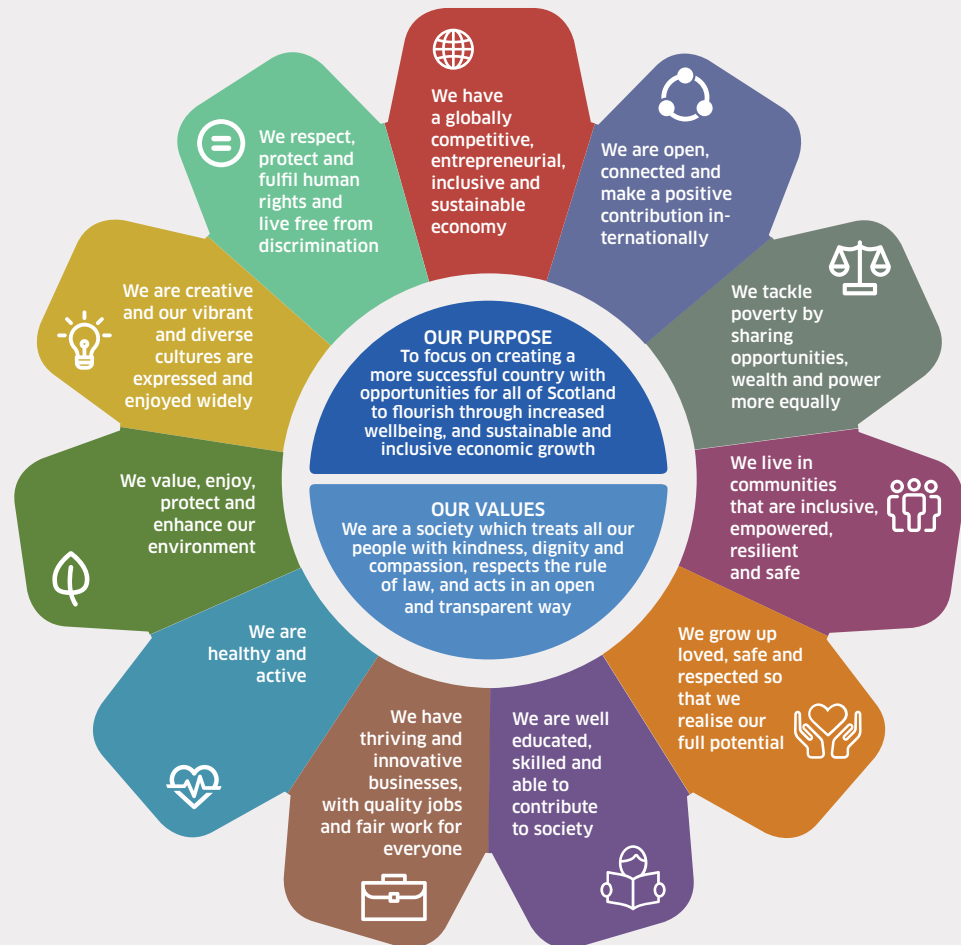 We have
a globally
competitive,
entrepreneurial,
inclusive and
sustainable
economy
We are open,
connected and
make a positive
contribution in-
ternationally
We tackle
poverty by
sharing
opportunities,
wealth and power
more equally
We live in
communities
that are inclusive,
empowered,
resilient
and safe
We grow up
loved, safe and
respected so
that we
realise our
full potential
We are well
educated,
skilled and
able to
contribute
to society
We have
thriving and
innovative
businesses,
with quality jobs
and fair work for
everyone
We are
healthy and
active
We value, enjoy,
protect and
enhance our
environment
We are creative
and our vibrant
and diverse
cultures are
expressed and
enjoyed widely
We respect,
protect and
fulfil human
rights and
live free from
discrimination
OUR PURPOSE
To focus on creating a
more successful country with
opportunities for all of Scotland
to flourish through increased
wellbeing, and sustainable and
inclusive economic growth
OUR VALUES
We are a society which treats all our
people with kindness, dignity and
compassion, respects the rule
of law, and acts in an open
and transparent way